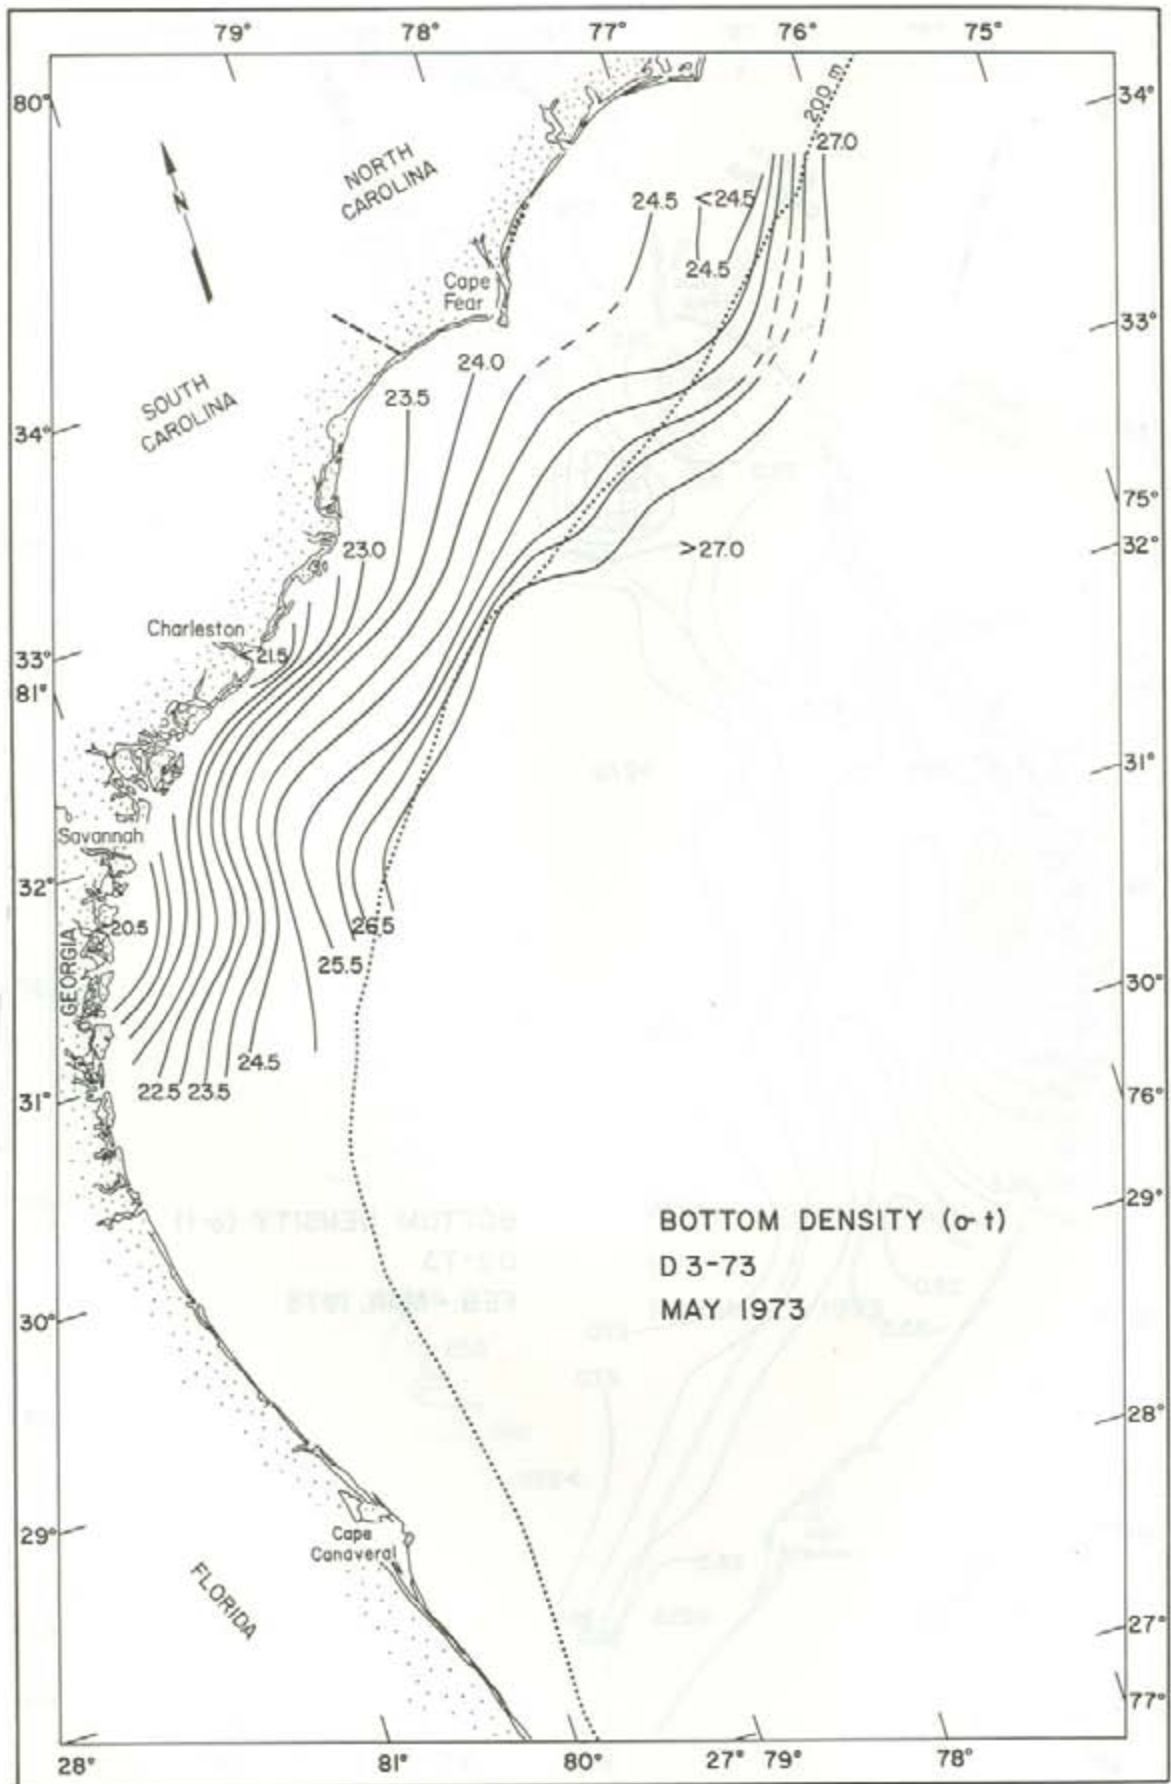 79° 78° 77° 76° 75°
80°
34°
200 m
27.0
NORTH
CAROLINA
N
24.5
<24.5
24.5
Cape
Fear
33°
24.0
23.5
SOUTH
CAROLINA
34°
75°
23.0
>27.0
32°
Charleston
<21.5
33°
81°
31°
Savannah
32°
20.5
26.5
25.5
GEORGIA
30°
24.5
22.5 23.5
31°
76°
29°
BOTTOM DENSITY (σ-t)
D 3-73
MAY 1973
30°
28°
29°
Cape
Canaveral
FLORIDA
27°
77°
28° 81° 80° 27° 79° 78°